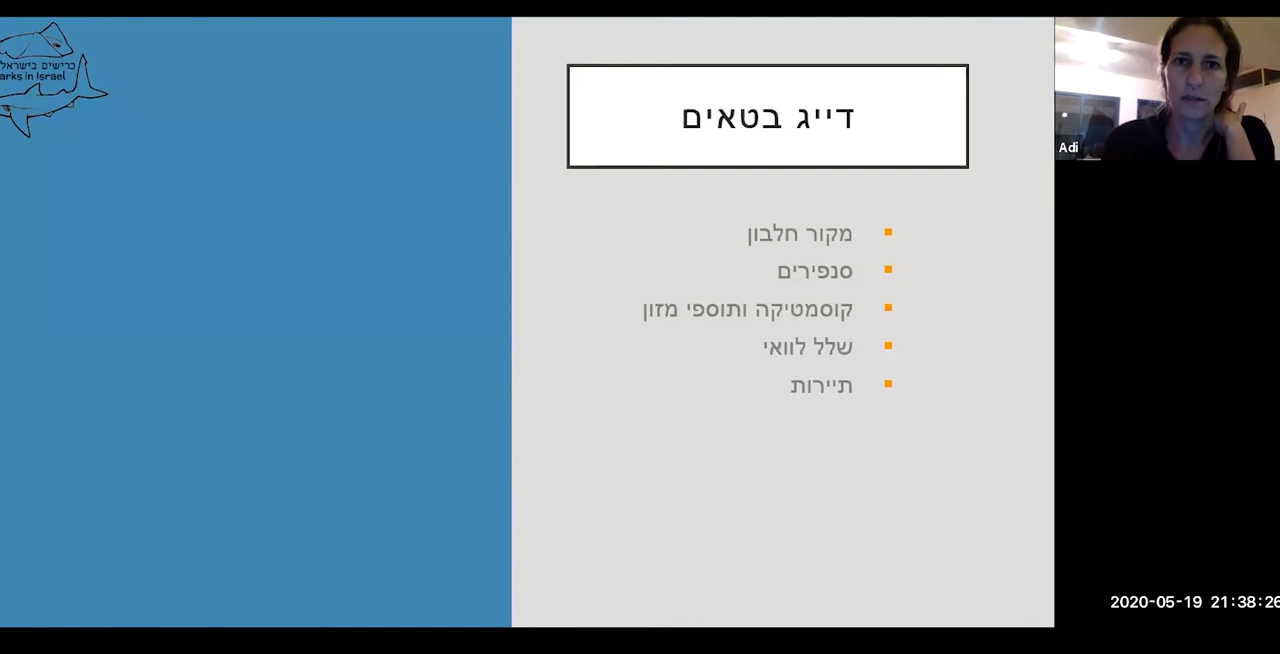 כרישים בישראל
arks in Israel
דייג בטאים
מקור חלבון
סנפירים
קוסמטיקה ותוספי מזון
שלל לוואי
תיירות
Adi
2020-05-19 21:38:26